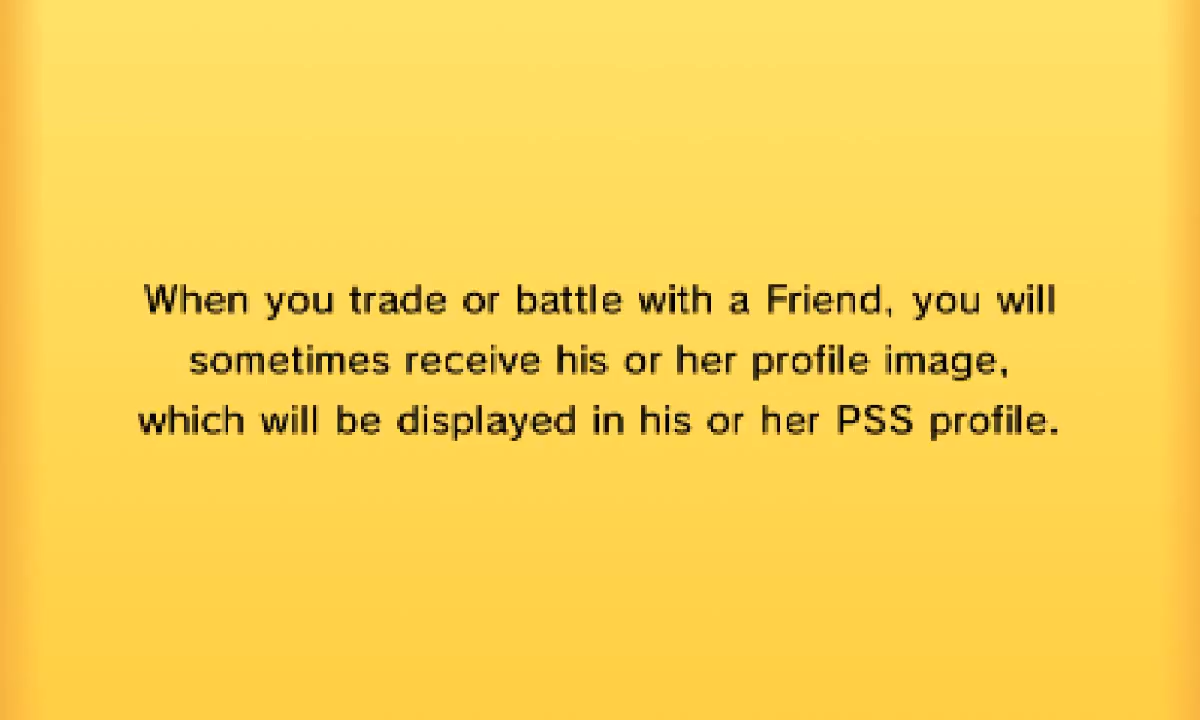 When you trade or battle with a Friend, you will
sometimes receive his or her profile image,
which will be displayed in his or her PSS profile.